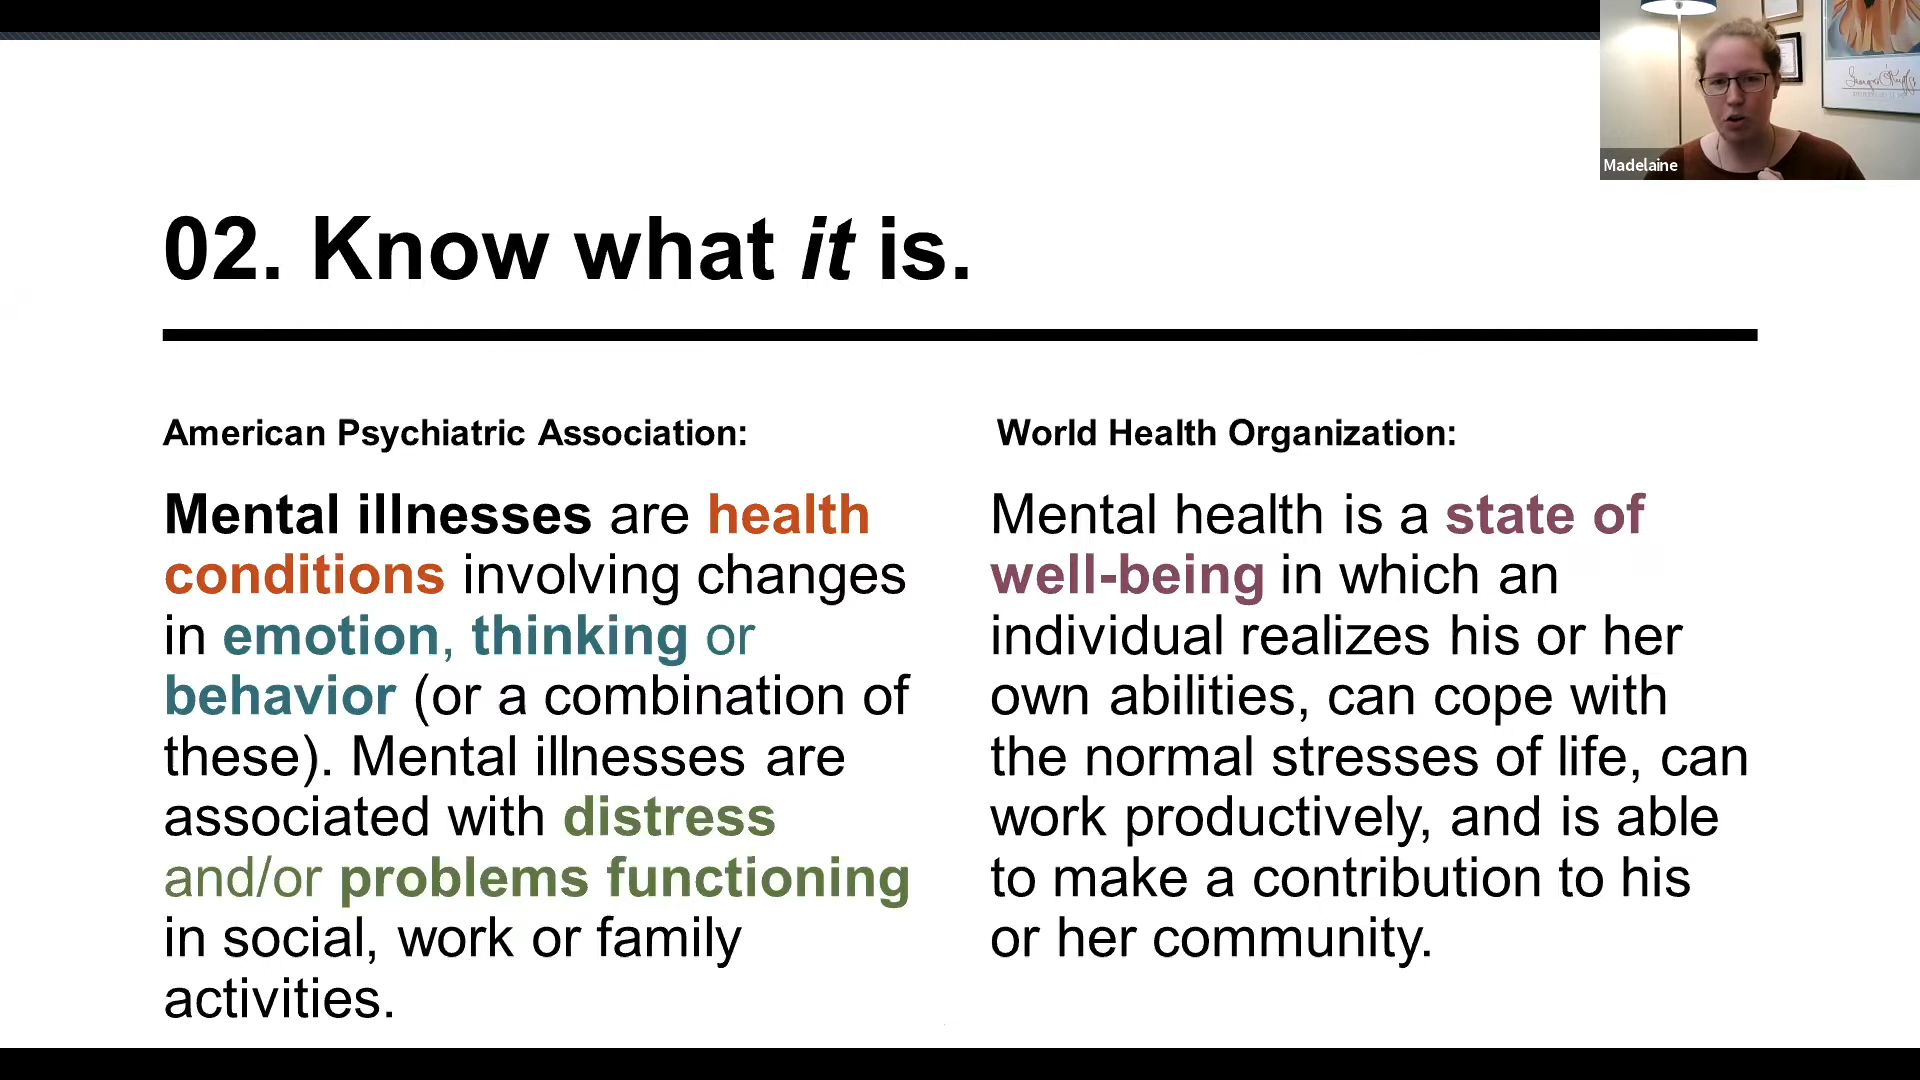 Madelaine
02. Know what it is.
American Psychiatric Association:
Mental illnesses are health
conditions involving changes
in emotion, thinking or
behavior (or a combination of
these). Mental illnesses are
associated with distress
and/or problems functioning
in social, work or family
activities.
World Health Organization:
Mental health is a state of
well-being in which an
individual realizes his or her
own abilities, can cope with
the normal stresses of life, can
work productively, and is able
to make a contribution to his
or her community.